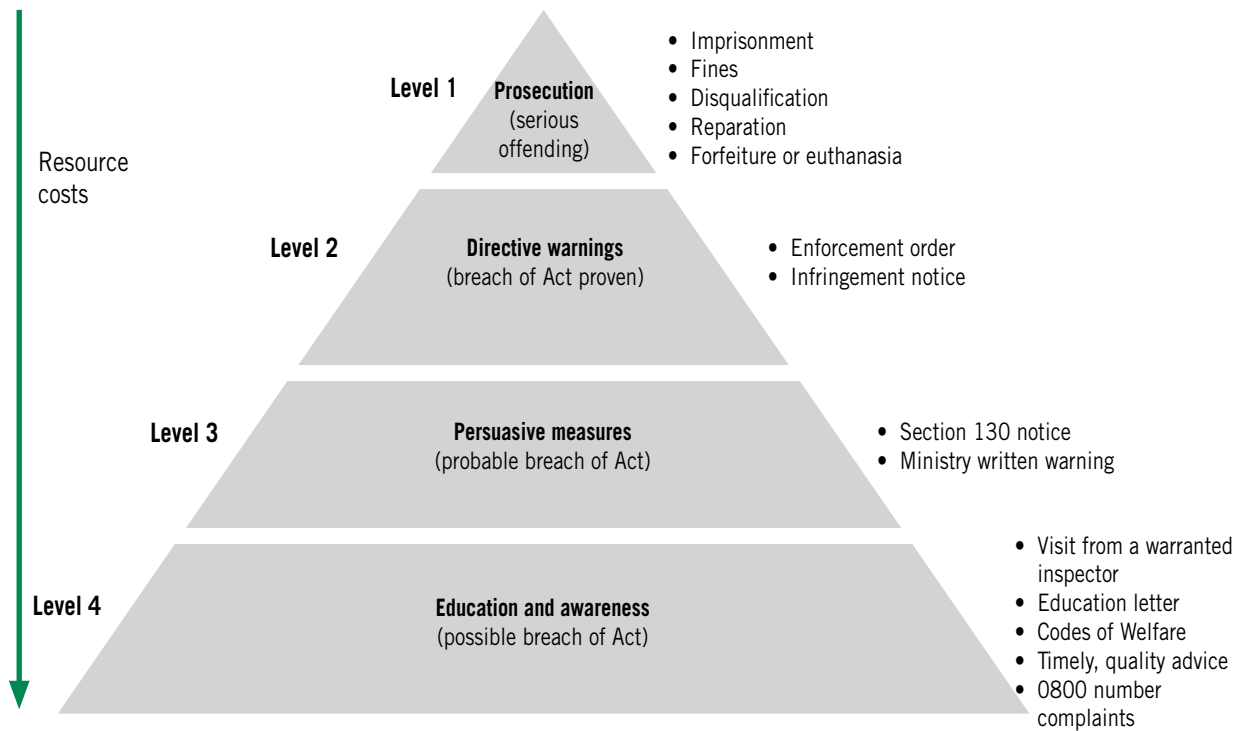 Resource
costs
Level 1
Prosecution
(serious
offending)
• Imprisonment
• Fines
• Disqualification
• Reparation
• Forfeiture or euthanasia
Level 2
Directive warnings
(breach of Act proven)
• Enforcement order
• Infringement notice
Level 3
Persuasive measures
(probable breach of Act)
• Section 130 notice
• Ministry written warning
Level 4
Education and awareness
(possible breach of Act)
• Visit from a warranted
inspector
• Education letter
• Codes of Welfare
• Timely, quality advice
• 0800 number
complaints